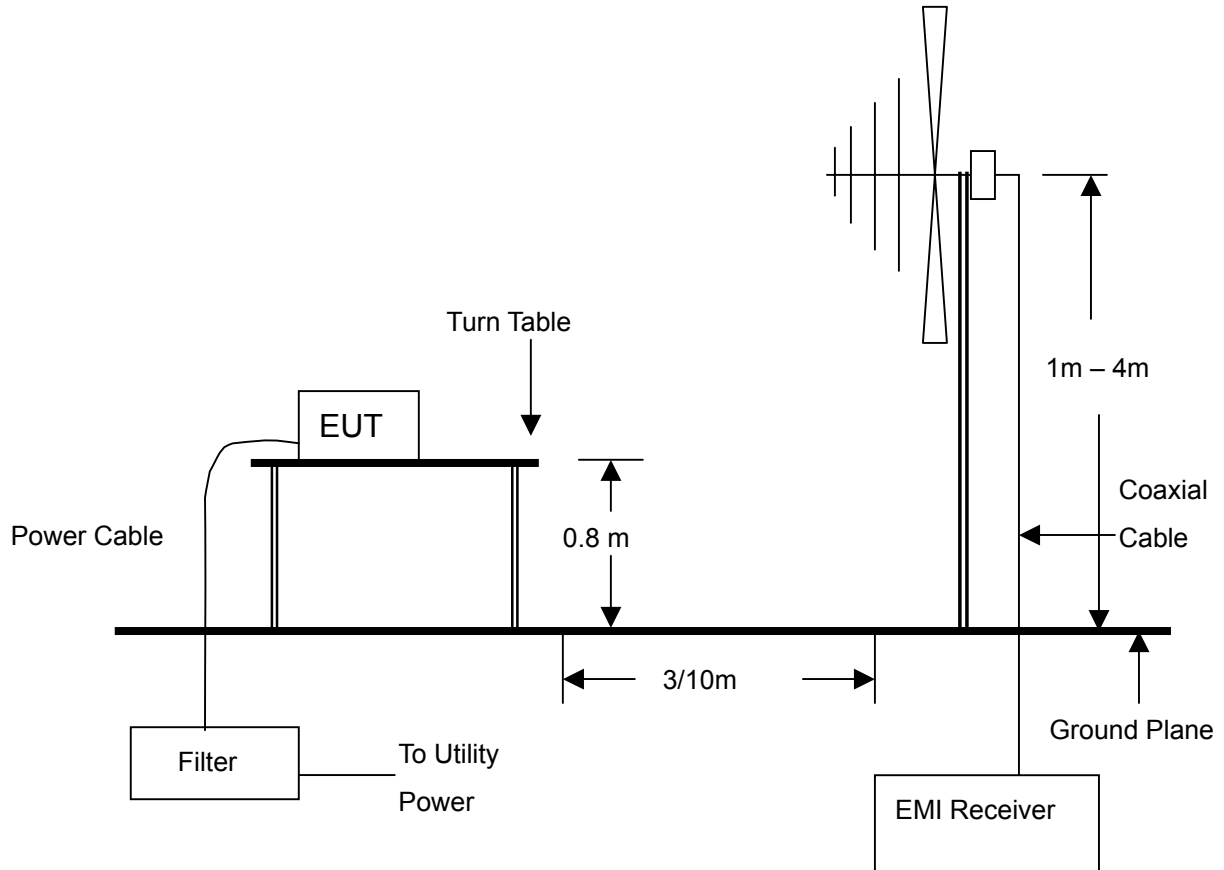 Turn Table
1m – 4m
EUT
Coaxial
Cable
Power Cable
0.8 m
3/10m
Ground Plane
Filter
To Utility
Power
EMI Receiver